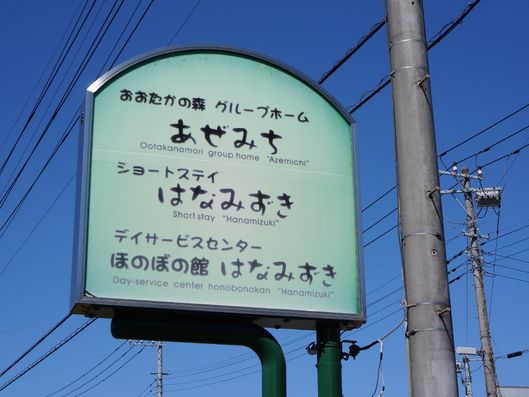 おおたかの森 グループホーム
あぜみち
Ootakanomori group home "Azemichi"
ショートステイ
はなみずき
Short stay "Hanamizuki"
デイサービスセンター
ほのぼの館 はなみずき
Day-service center honobonokan "Hanamizuki"